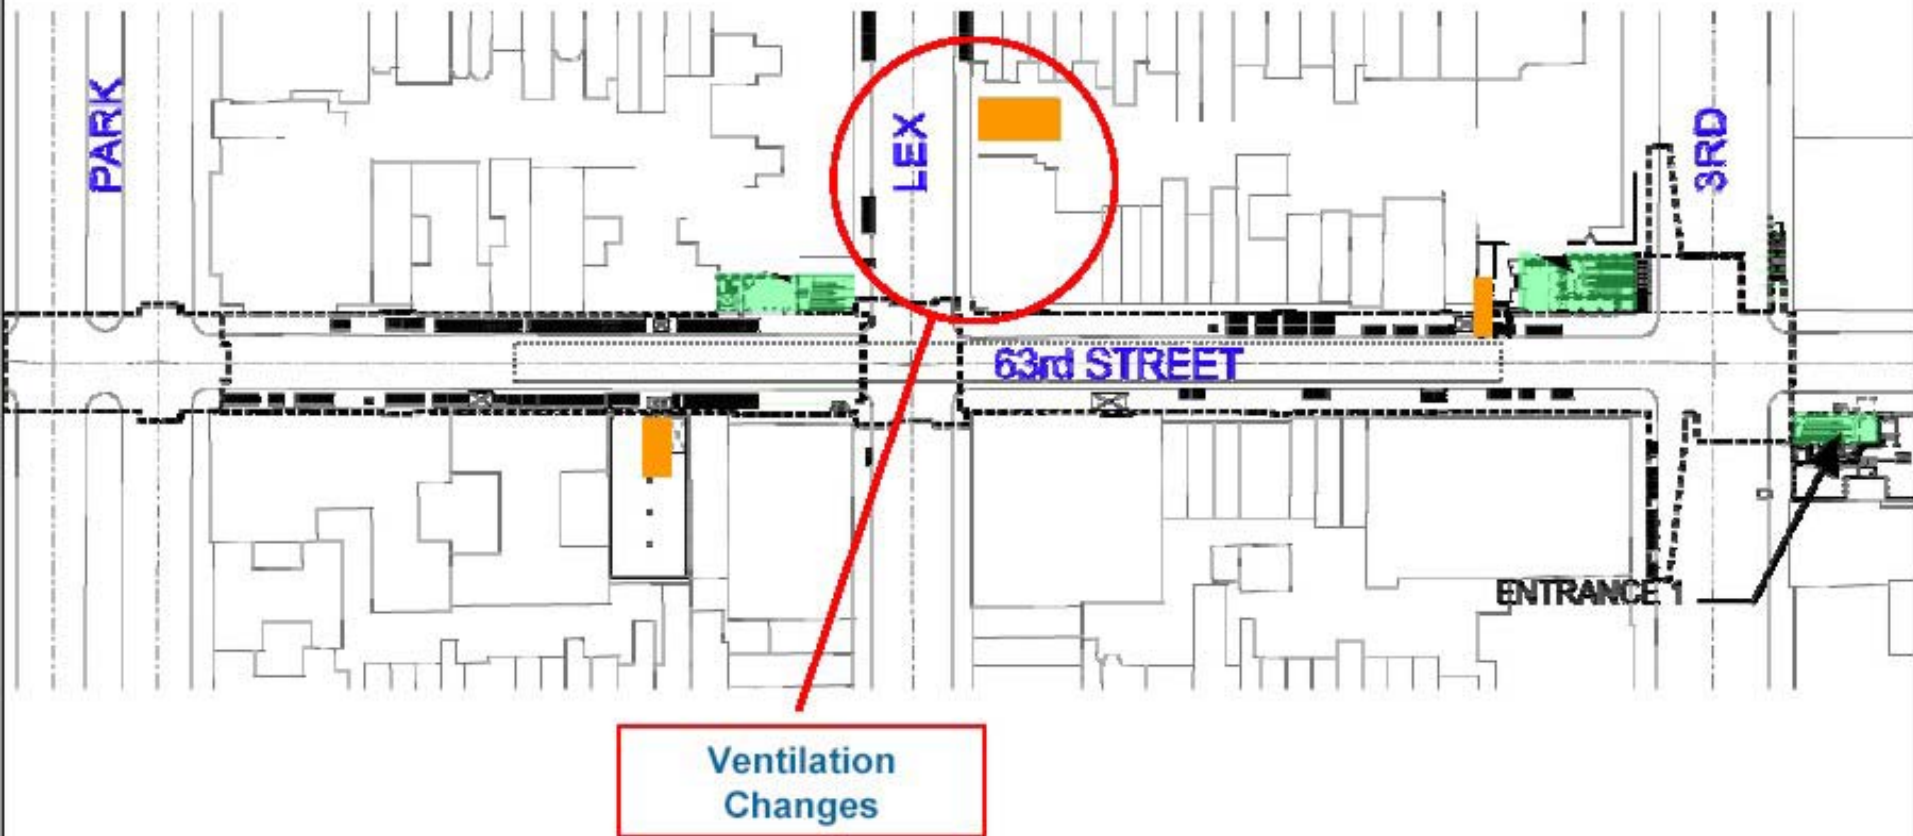 PARK
LEX
3RD
63rd STREET
ENTRANCE 1
Ventilation
Changes